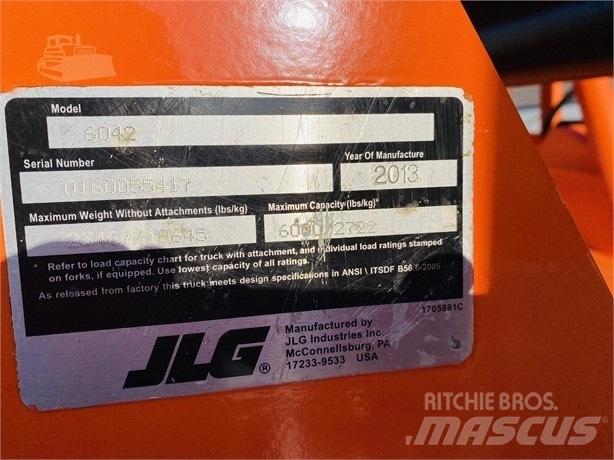 Model
6042
Serial Number
0160055417
Year Of Manufacture
2013
Maximum Weight Without Attachments (lbs/kg)
Maximum Capacity (lbs)/kg)*
6000/2722
* Refer to load capacity chart for truck with attachment, and individual load ratings stamped
on forks, if equipped. Use lowest capacity of all ratings.
As released from factory this truck meets design specifications in ANSI \ ITSDF B56.6-2005
1705881C
JLG®
Manufactured by
JLG Industries Inc.
McConnellsburg, PA
17233-9533 USA
RITCHIE BROS.
MASCUS